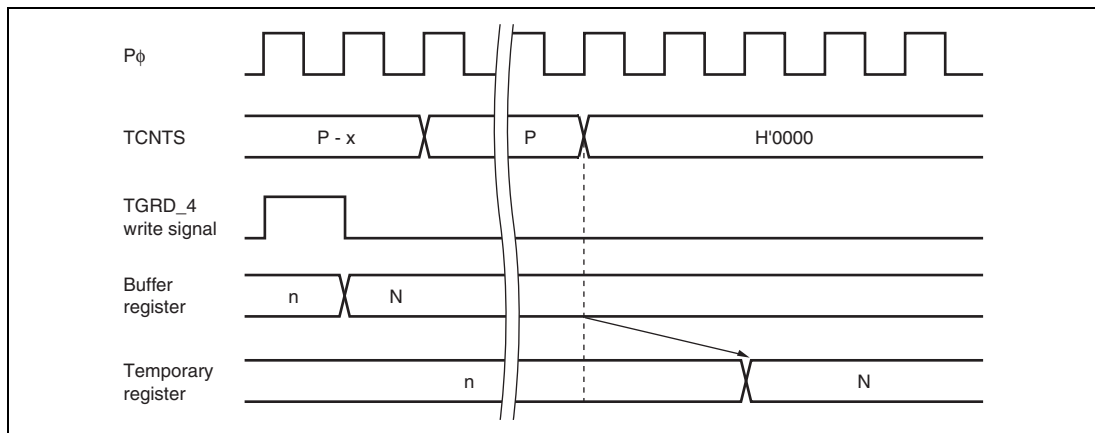 Pφ
TCNTS
P - x
P
H'0000
TGRD_4
write signal
Buffer
register
n
N
Temporary
register
n
N